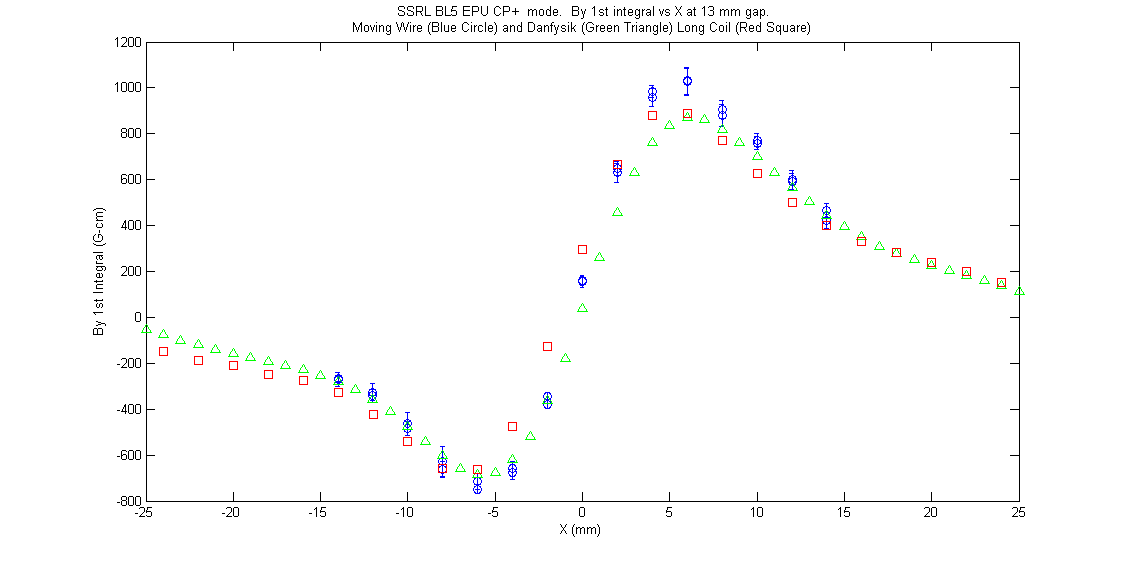 SSRL BL5 EPU CP+ mode. By 1st integral vs X at 13 mm gap.
Moving Wire (Blue Circle) and Danfysik (Green Triangle) Long Coil (Red Square)
1200
1000
800
600
400
200
0
-200
-400
-600
-800
By 1st Integral (G-cm)
-25 -20 -15 -10 -5 0 5 10 15 20 25
X (mm)